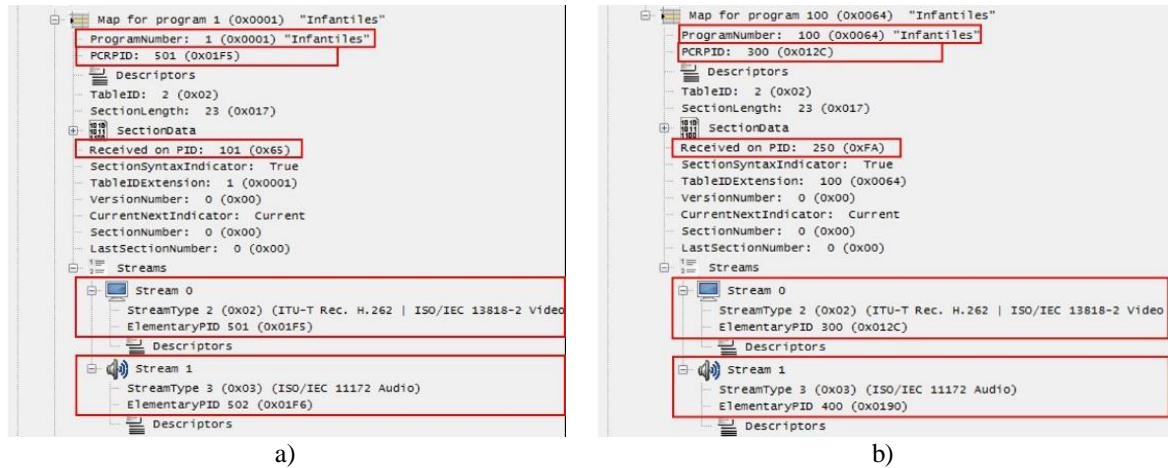 Map for program 1 (0x0001) "Infantiles"
ProgramNumber: 1 (0x0001) "Infantiles"
PCRPID: 501 (0x01F5)
Descriptors
TableID: 2 (0x02)
SectionLength: 23 (0x017)
SectionData
Received on PID: 101 (0x65)
SectionSyntaxIndicator: True
TableIDExtension: 1 (0x0001)
VersionNumber: 0 (0x00)
CurrentNextIndicator: Current
SectionNumber: 0 (0x00)
LastSectionNumber: 0 (0x00)
Streams
Stream 0
StreamType 2 (0x02) (ITU-T Rec. H.262 | ISO/IEC 13818-2 Video
ElementaryPID 501 (0x01F5)
Descriptors
Stream 1
StreamType 3 (0x03) (ISO/IEC 11172 Audio)
ElementaryPID 502 (0x01F6)
Descriptors
a)
Map for program 100 (0x0064) "Infantiles"
ProgramNumber: 100 (0x0064) "Infantiles"
PCRPID: 300 (0x012C)
Descriptors
TableID: 2 (0x02)
SectionLength: 23 (0x017)
SectionData
Received on PID: 250 (0xFA)
SectionSyntaxIndicator: True
TableIDExtension: 100 (0x0064)
VersionNumber: 0 (0x00)
CurrentNextIndicator: Current
SectionNumber: 0 (0x00)
LastSectionNumber: 0 (0x00)
Streams
Stream 0
StreamType 2 (0x02) (ITU-T Rec. H.262 | ISO/IEC 13818-2 Video
ElementaryPID 300 (0x012C)
Descriptors
Stream 1
StreamType 3 (0x03) (ISO/IEC 11172 Audio)
ElementaryPID 400 (0x0190)
Descriptors
b)